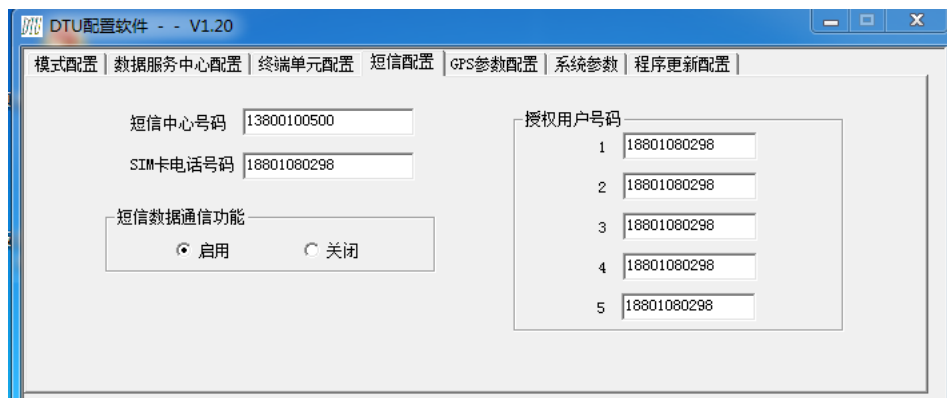 DTU配置软件 - - V1.20
模式配置 数据服务中心配置 终端单元配置 短信配置 GPS参数配置 系统参数 程序更新配置
短信中心号码 13800100500
SIM卡电话号码 18801080298
短信数据通信功能
启用 关闭
授权用户号码
1 18801080298
2 18801080298
3 18801080298
4 18801080298
5 18801080298